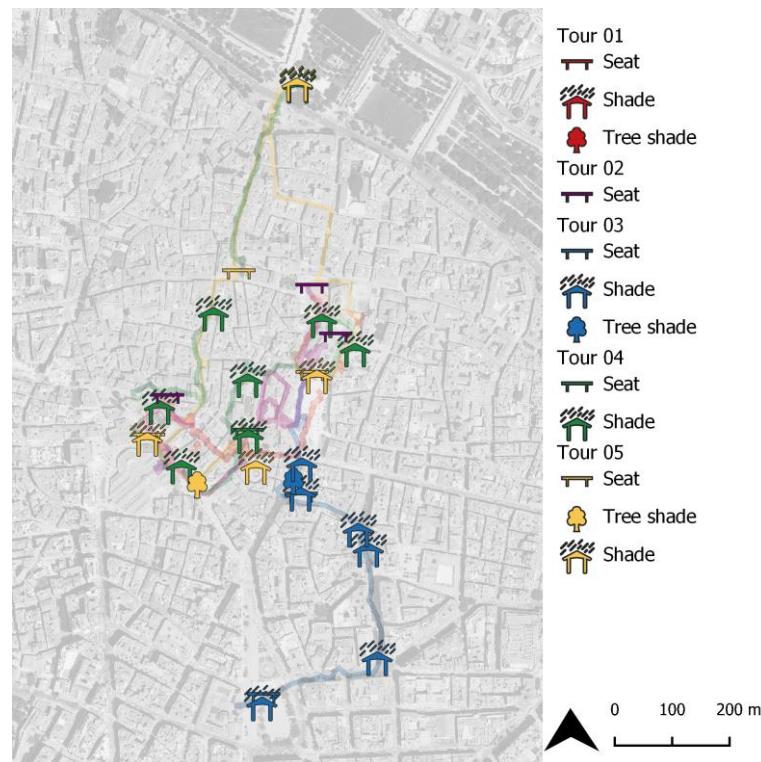 Tour 01
Seat
Shade
Tree shade
Tour 02
Seat
Tour 03
Seat
Shade
Tree shade
Tour 04
Seat
Shade
Tour 05
Seat
Tree shade
Shade
0 100 200 m